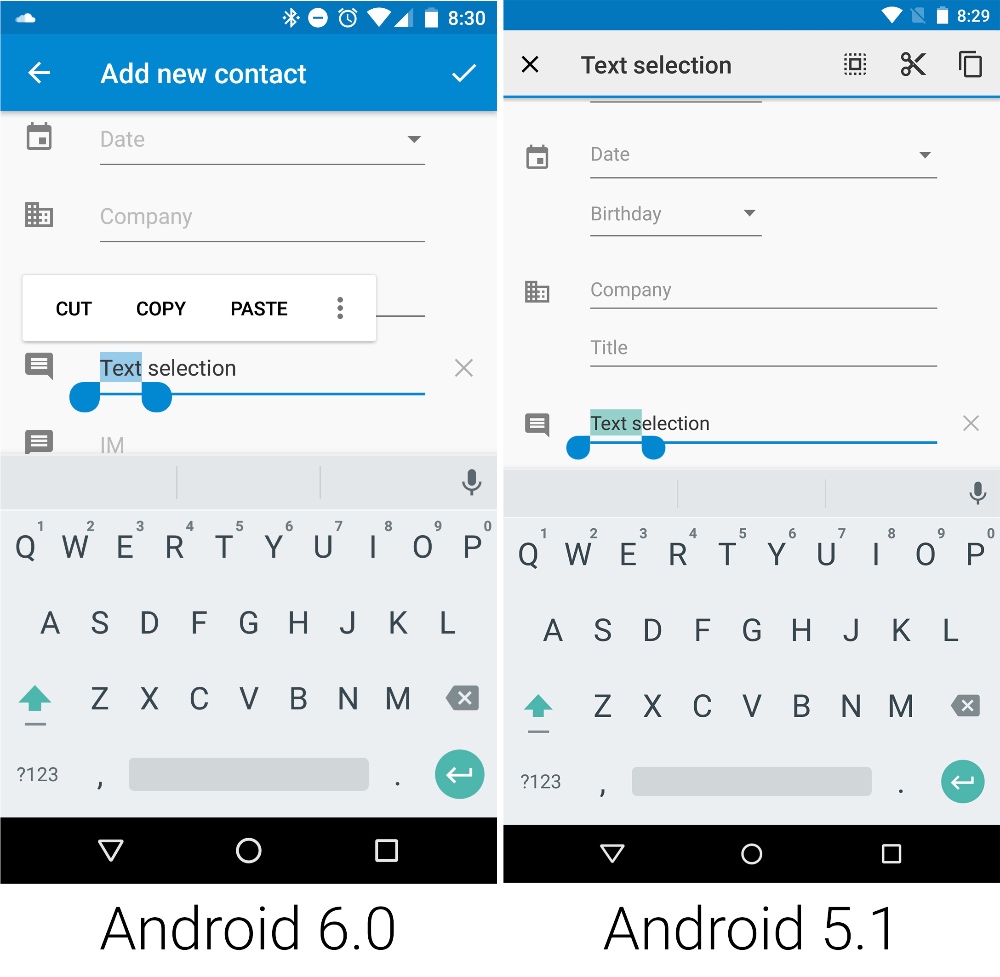 8:30
Add new contact
Date
Company
CUT COPY PASTE
Text selection
IM
1 2 3 4 5 6 7 8 9 0
Q W E R T Y U I O P
A S D F G H J K L
Z X C V B N M
?123 , .
Android 6.0
8:29
Text selection
Date
Birthday
Company
Title
Text selection
1 2 3 4 5 6 7 8 9 0
Q W E R T Y U I O P
A S D F G H J K L
Z X C V B N M
?123 , .
Android 5.1